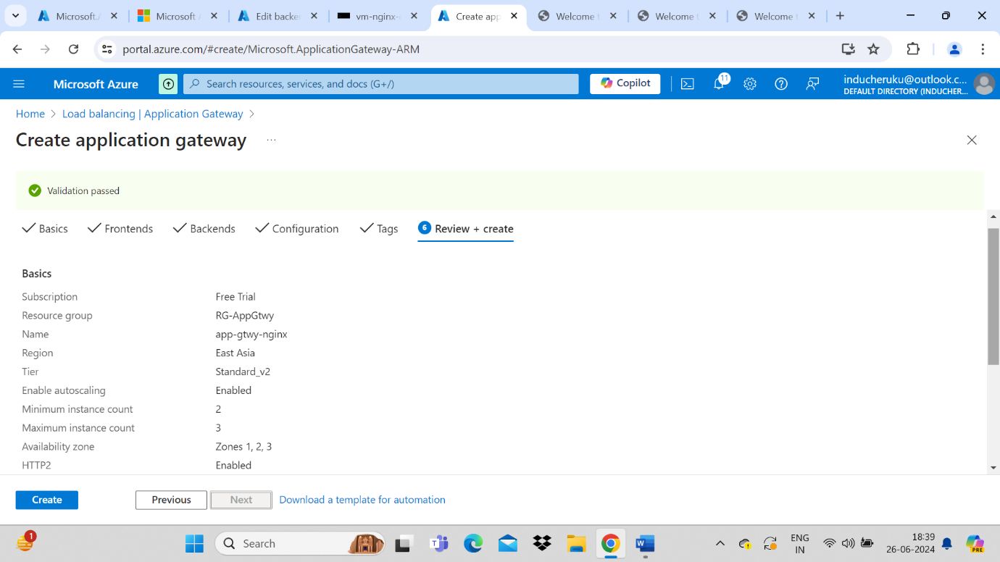 Microsoft.
Microsoft
Edit backe
vm-nginx-
Create app
Welcome
Welcome
Welcome
portal.azure.com/#create/Microsoft.ApplicationGateway-ARM
Microsoft Azure
Search resources, services, and docs (G+/)
Copilot
11
inducheruku@outlook.c...
DEFAULT DIRECTORY (INDUCHER...
Home > Load balancing | Application Gateway >
Create application gateway ...
Validation passed
Basics
Frontends
Backends
Configuration
Tags
6 Review + create
Basics
Subscription Free Trial
Resource group RG-AppGtwy
Name app-gtwy-nginx
Region East Asia
Tier Standard_v2
Enable autoscaling Enabled
Minimum instance count 2
Maximum instance count 3
Availability zone Zones 1, 2, 3
HTTP2 Enabled
Create
Previous
Next
Download a template for automation
1
Search
ENG
IN
18:39
26-06-2024
PRE